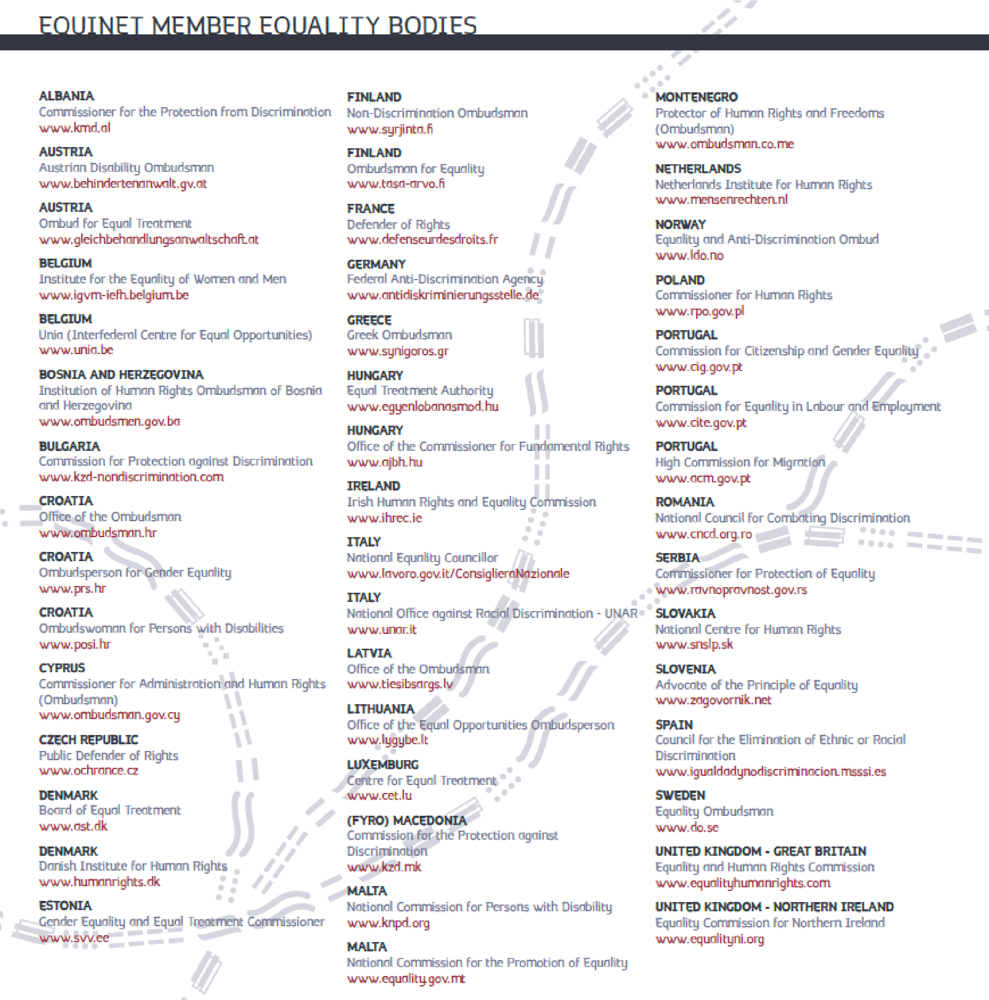 EQUINET MEMBER EQUALITY BODIES
ALBANIA
Commissioner for the Protection from Discrimination
www.kmd.al
AUSTRIA
Austrian Disability Ombudsman
www.behindertenanwalt.gv.at
AUSTRIA
Ombud for Equal Treatment
www.gleichbehandlungsanwaltschaft.at
BELGIUM
Institute for the Equality of Women and Men
www.igvm-iefh.belgium.be
BELGIUM
Unia (Interfederal Centre for Equal Opportunities)
www.unia.be
BOSNIA AND HERZEGOVINA
Institution of Human Rights Ombudsman of Bosnia
and Herzegovina
www.ombudsmen.gov.ba
BULGARIA
Commission for Protection against Discrimination
www.kzd-nondiscrimination.com
CROATIA
Office of the Ombudsman
www.ombudsman.hr
CROATIA
Ombudsperson for Gender Equality
www.prs.hr
CROATIA
Ombudswoman for Persons with Disabilities
www.posi.hr
CYPRUS
Commissioner for Administration and Human Rights
(Ombudsman)
www.ombudsman.gov.cy
CZECH REPUBLIC
Public Defender of Rights
www.ochrance.cz
DENMARK
Board of Equal Treatment
www.ast.dk
DENMARK
Danish Institute for Human Rights
www.humanrights.dk
ESTONIA
Gender Equality and Equal Treatment Commissioner
www.svv.ee
FINLAND
Non-Discrimination Ombudsman
www.syrjinta.fi
FINLAND
Ombudsman for Equality
www.tasa-arvo.fi
FRANCE
Defender of Rights
www.defenseurdesdroits.fr
GERMANY
Federal Anti-Discrimination Agency
www.antidiskriminierungsstelle.de
GREECE
Greek Ombudsman
www.synigoros.gr
HUNGARY
Equal Treatment Authority
www.egyenlobanasmod.hu
HUNGARY
Office of the Commissioner for Fundamental Rights
www.ajbh.hu
IRELAND
Irish Human Rights and Equality Commission
www.ihrec.ie
ITALY
National Equality Councillor
www.lavoro.gov.it/ConsiglieraNazionale
ITALY
National Office against Racial Discrimination - UNAR
www.unar.it
LATVIA
Office of the Ombudsman
www.tiesibsargs.lv
LITHUANIA
Office of the Equal Opportunities Ombudsperson
www.lygybe.lt
LUXEMBURG
Centre for Equal Treatment
www.cet.lu
(FYRO) MACEDONIA
Commission for the Protection against
Discrimination
www.kzd.mk
MALTA
National Commission for Persons with Disability
www.knpd.org
MALTA
National Commission for the Promotion of Equality
www.equality.gov.mt
MONTENEGRO
Protector of Human Rights and Freedoms
(Ombudsman)
www.ombudsman.co.me
NETHERLANDS
Netherlands Institute for Human Rights
www.mensenrechten.nl
NORWAY
Equality and Anti-Discrimination Ombud
www.ldo.no
POLAND
Commissioner for Human Rights
www.rpo.gov.pl
PORTUGAL
Commission for Citizenship and Gender Equality
www.cig.gov.pt
PORTUGAL
Commission for Equality in Labour and Employment
www.cite.gov.pt
PORTUGAL
High Commission for Migration
www.acm.gov.pt
ROMANIA
National Council for Combating Discrimination
www.cncd.org.ro
SERBIA
Commissioner for Protection of Equality
www.ravnopravnost.gov.rs
SLOVAKIA
National Centre for Human Rights
www.snslp.sk
SLOVENIA
Advocate of the Principle of Equality
www.zagovornik.net
SPAIN
Council for the Elimination of Ethnic or Racial
Discrimination
www.igualdadynodiscriminacion.msssi.es
SWEDEN
Equality Ombudsman
www.do.se
UNITED KINGDOM - GREAT BRITAIN
Equality and Human Rights Commission
www.equalityhumanrights.com
UNITED KINGDOM - NORTHERN IRELAND
Equality Commission for Northern Ireland
www.equalityni.org